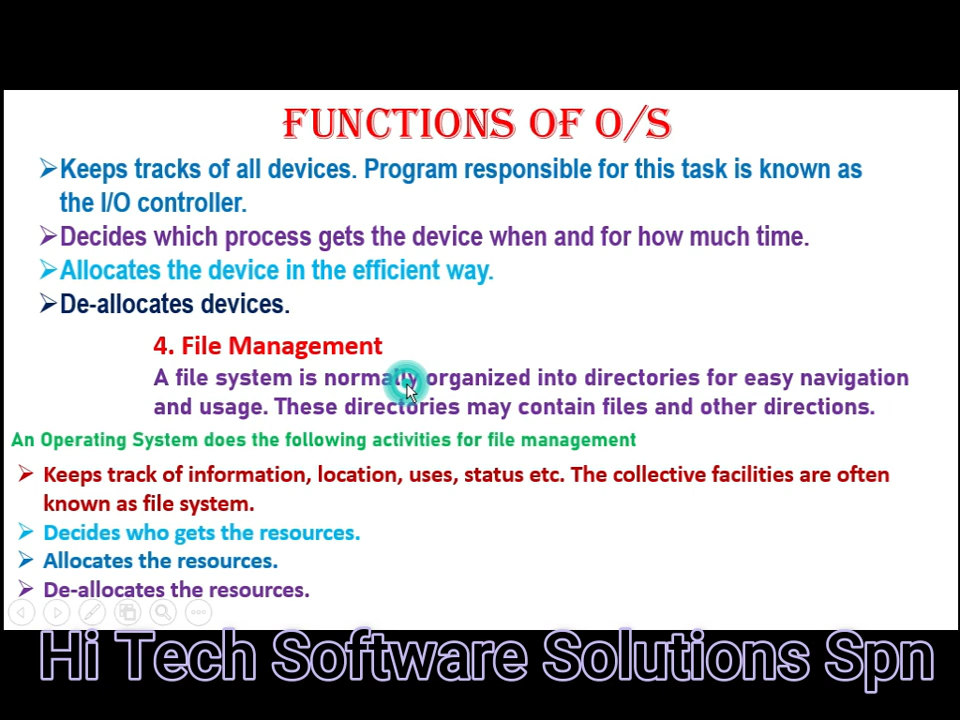 FUNCTIONS OF O/S
Keeps tracks of all devices. Program responsible for this task is known as
the I/O controller.
Decides which process gets the device when and for how much time.
Allocates the device in the efficient way.
De-allocates devices.
4. File Management
A file system is normally organized into directories for easy navigation
and usage. These directories may contain files and other directions.
An Operating System does the following activities for file management
Keeps track of information, location, uses, status etc. The collective facilities are often
known as file system.
Decides who gets the resources.
Allocates the resources.
De-allocates the resources.
Hi Tech Software Solutions Spn